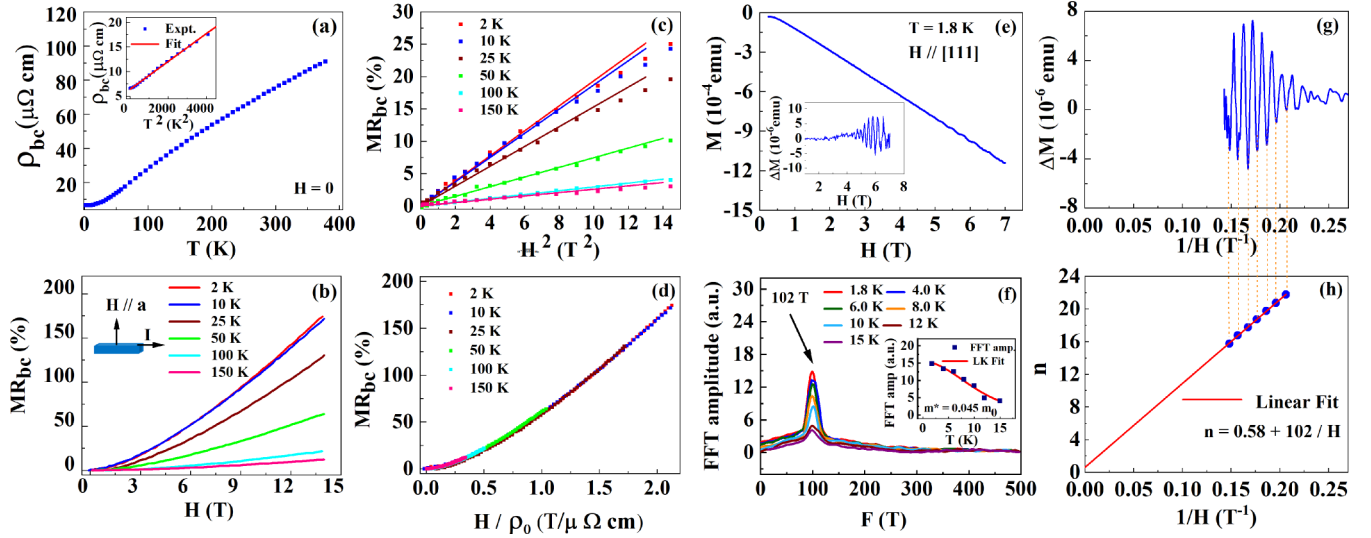 (a)
ρbc(μΩ cm)
120
100
80
60
40
20
0 100 200 300 400
T (K)
H = 0
ρbc(μΩ cm)
20
15
10
5
0 2000 4000
T 2 (K2)
Expt.
Fit
(b)
MRbc (%)
200
150
100
50
0
0 3 6 9 12 15
H (T)
H // a
I
2 K
10 K
25 K
50 K
100 K
150 K
(c)
MRbc (%)
30
25
20
15
10
5
0
0 2 4 6 8 10 12 14
H 2 (T2)
2 K
10 K
25 K
50 K
100 K
150 K
(d)
MRbc (%)
200
150
100
50
0
0.0 0.5 1.0 1.5 2.0
H / ρ0 (T/μ Ω cm)
2 K
10 K
25 K
50 K
100 K
150 K
(e)
M (10-4 emu)
0
-3
-6
-9
-12
-15
0 1 2 3 4 5 6 7 8
H (T)
T = 1.8 K
H // [111]
ΔM (10-6emu)
10
5
0
-5
-10
2 4 6 8
H (T)
(f)
FFT amplitude (a.u.)
30
24
18
12
6
0
0 100 200 300 400 500
F (T)
102 T
1.8 K 4.0 K
6.0 K 8.0 K
10 K 12 K
15 K
FFT amp (a.u.)
20
15
10
5
0
0 5 10 15
T (K)
FFT amp.
LK Fit
m* = 0.045 m0
(g)
ΔM (10-6 emu)
8
4
0
-4
-8
0.00 0.05 0.10 0.15 0.20
1/H (T-1)
(h)
n
24
20
16
12
8
4
0
0.00 0.05 0.10 0.15 0.20
1/H (T-1)
Linear Fit
n = 0.58 + 102 / H